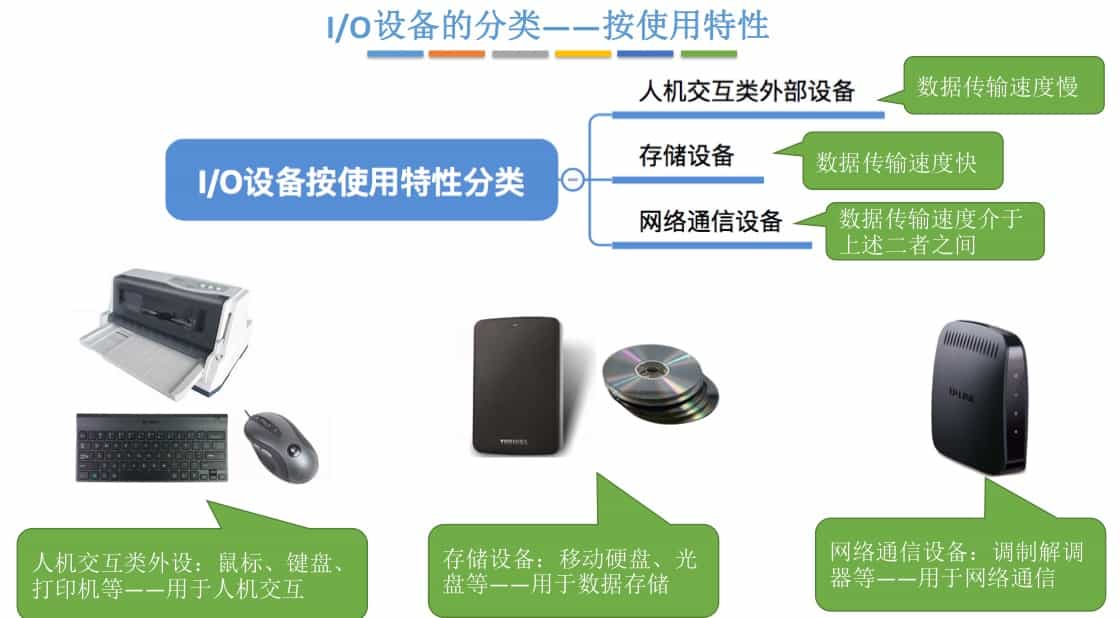 I/O设备的分类——按使用特性
人机交互类外部设备
数据传输速度慢
I/O设备按使用特性分类
存储设备
数据传输速度快
网络通信设备
数据传输速度介于
上述二者之间
TOSHIBA
TP-LINK
人机交互类外设：鼠标、键盘、
打印机等——用于人机交互
存储设备：移动硬盘、光
盘等——用于数据存储
网络通信设备：调制解调
器等——用于网络通信